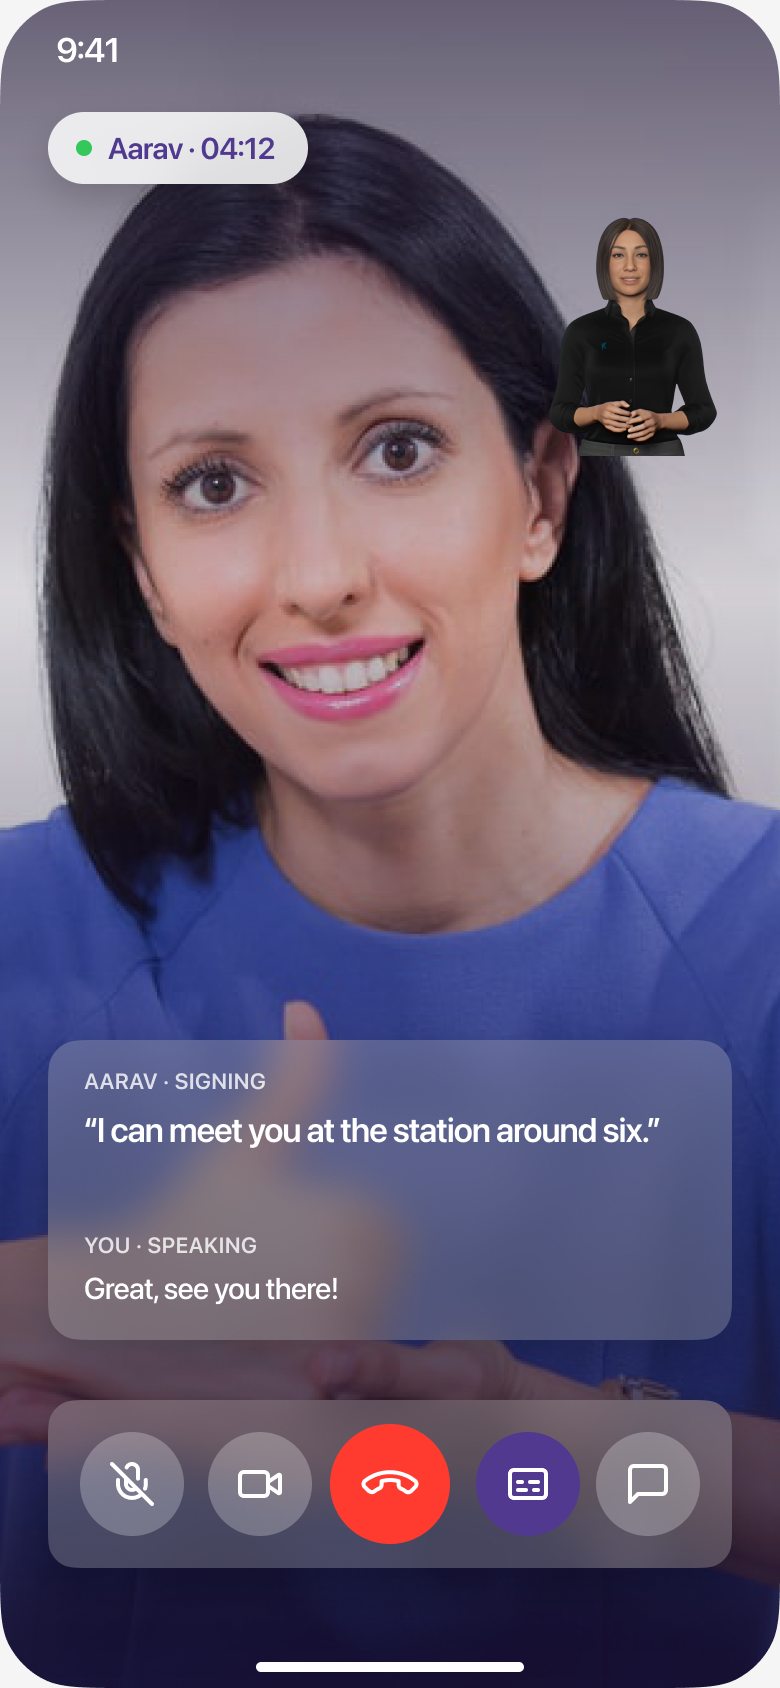 9:41
Aarav · 04:12
AARAV · SIGNING
“I can meet you at the station around six.”
YOU · SPEAKING
Great, see you there!